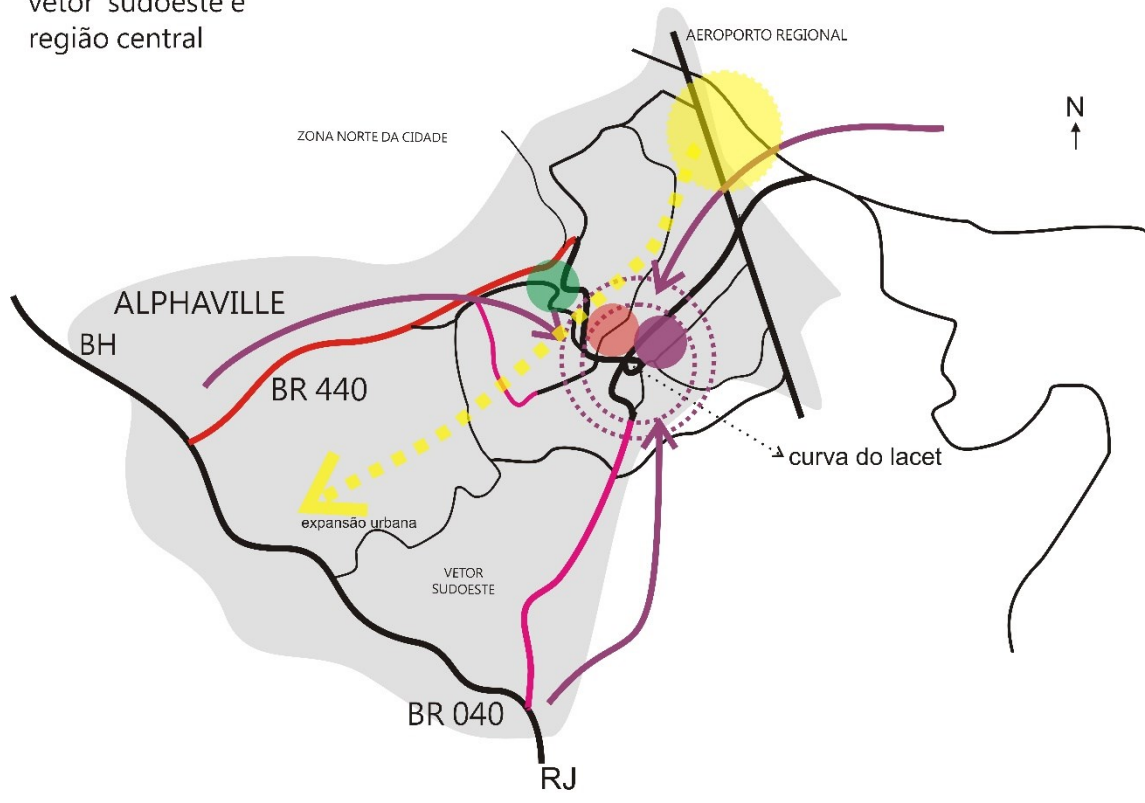 vetor sudoeste e
região central
AEROPORTO REGIONAL
N
ZONA NORTE DA CIDADE
ALPHAVILLE
BH
BR 440
curva do lacet
expansão urbana
VETOR
SUDOESTE
BR 040
RJ